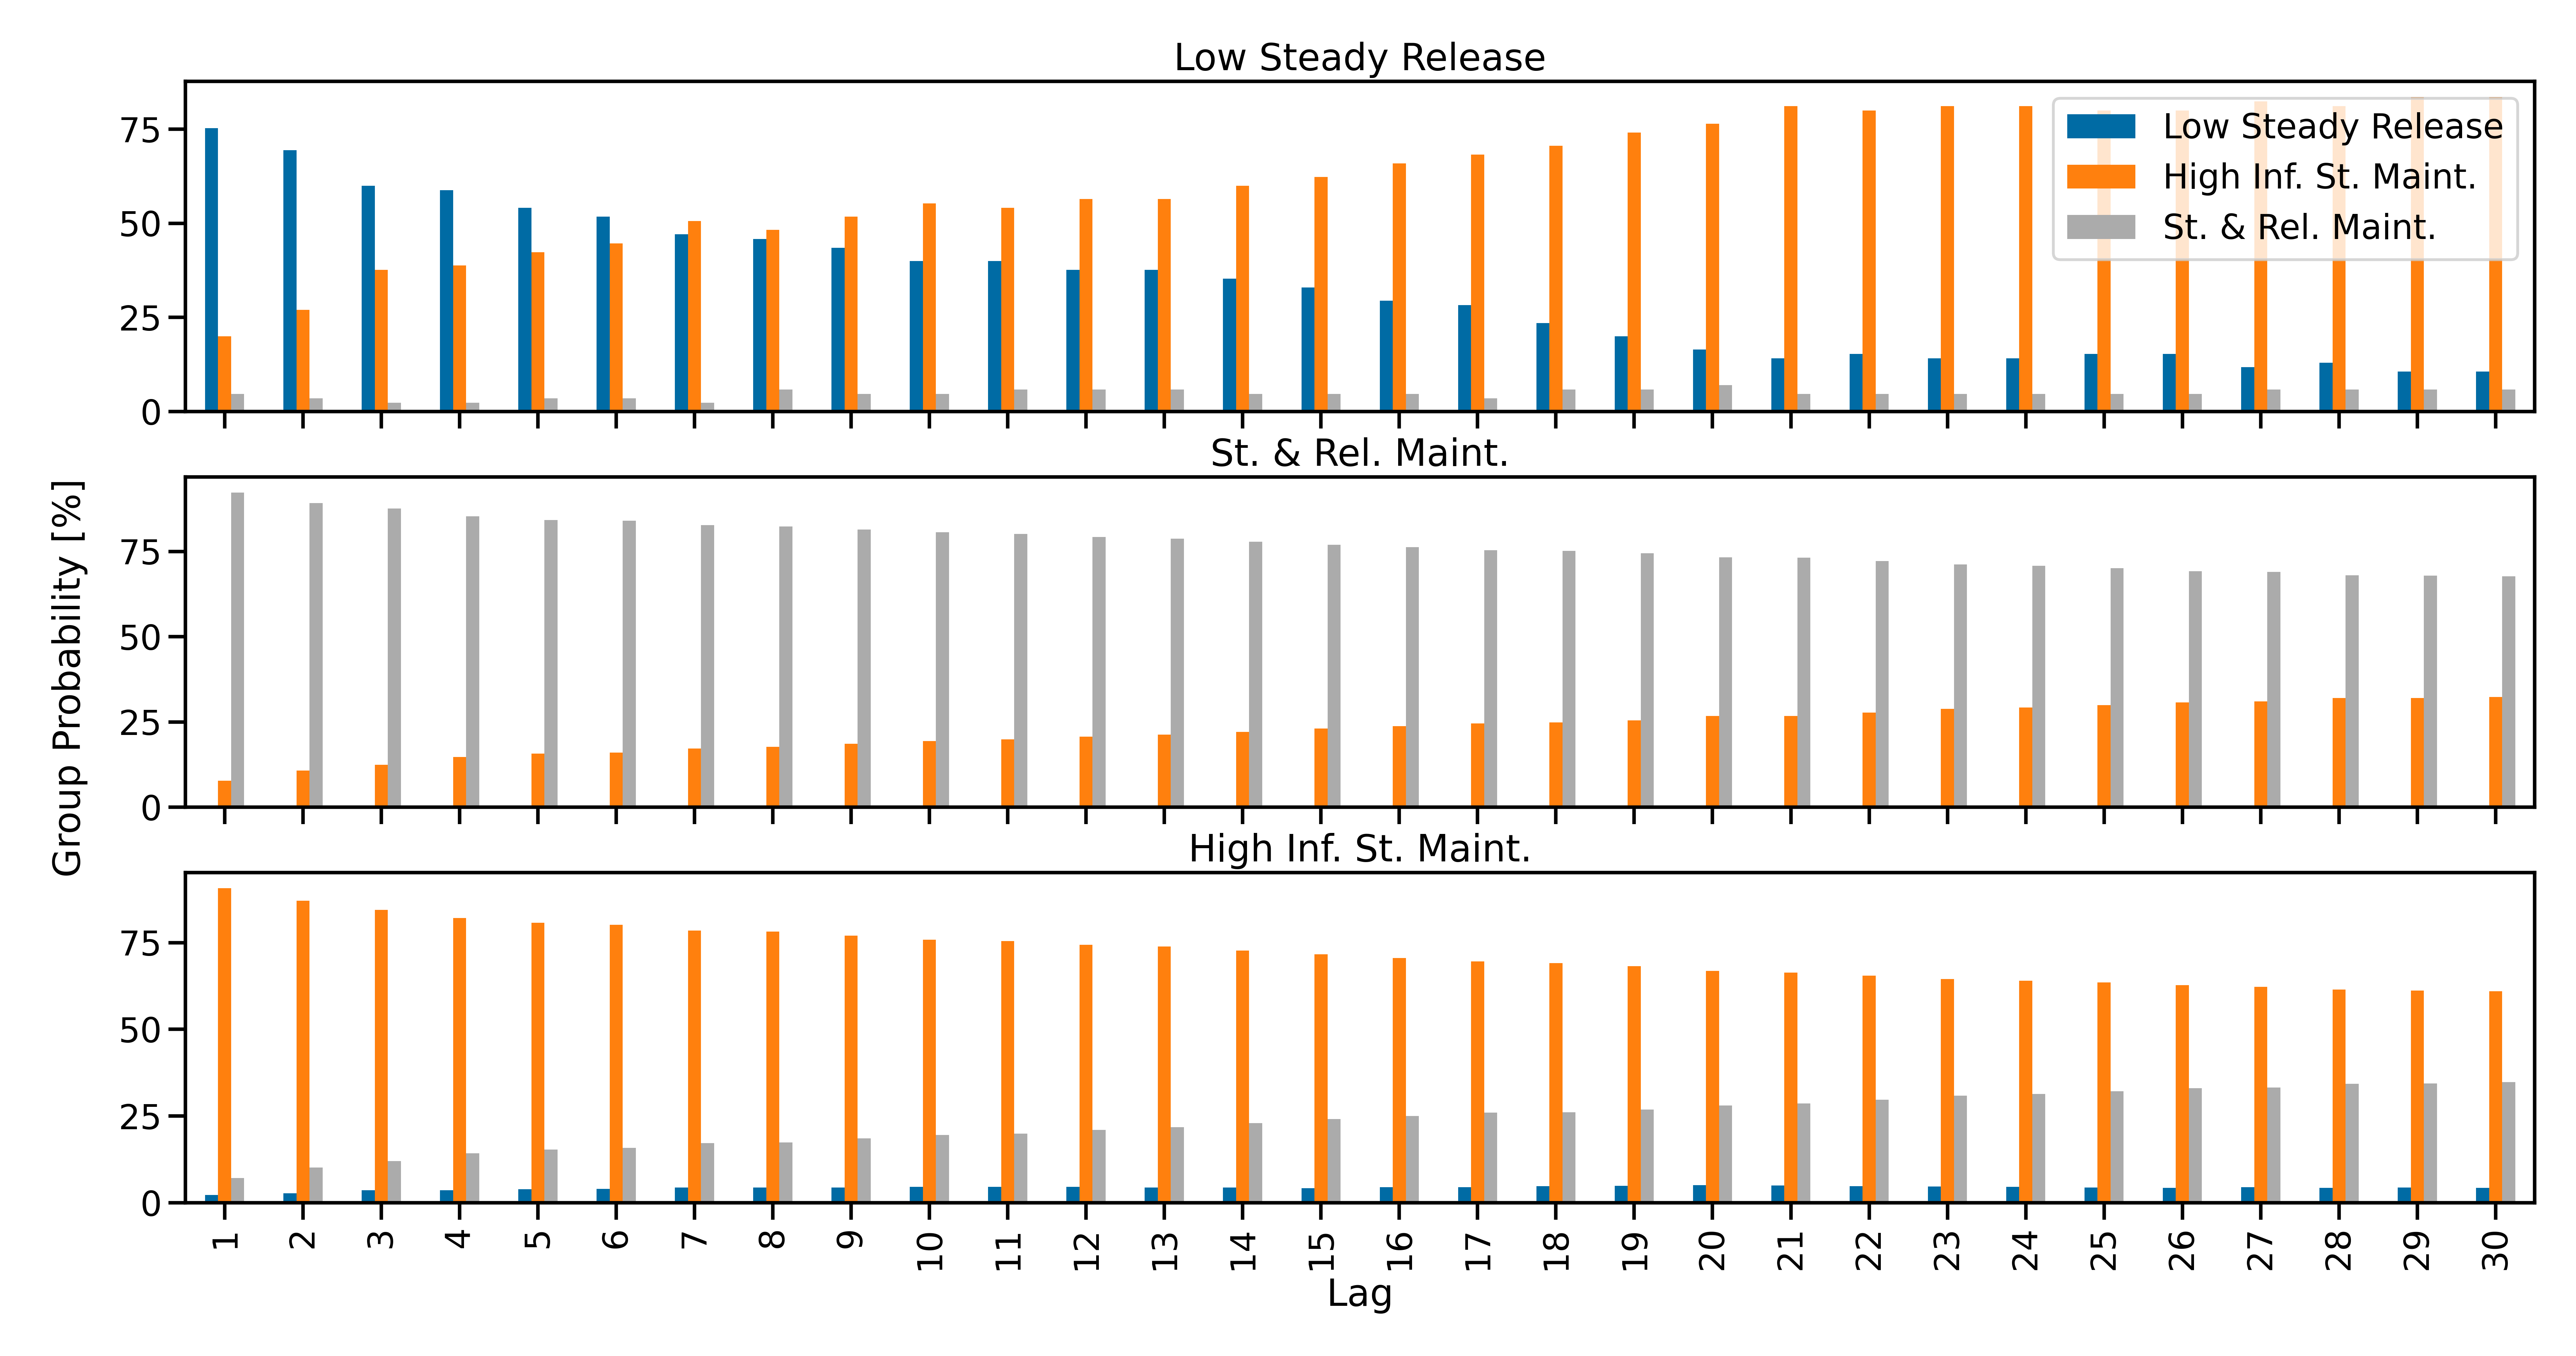 Low Steady Release
75
50
25
0
Low Steady Release
High Inf. St. Maint.
St. & Rel. Maint.
St. & Rel. Maint.
Group Probability [%]
75
50
25
0
High Inf. St. Maint.
75
50
25
0
1 2 3 4 5 6 7 8 9 10 11 12 13 14 15 16 17 18 19 20 21 22 23 24 25 26 27 28 29 30
Lag